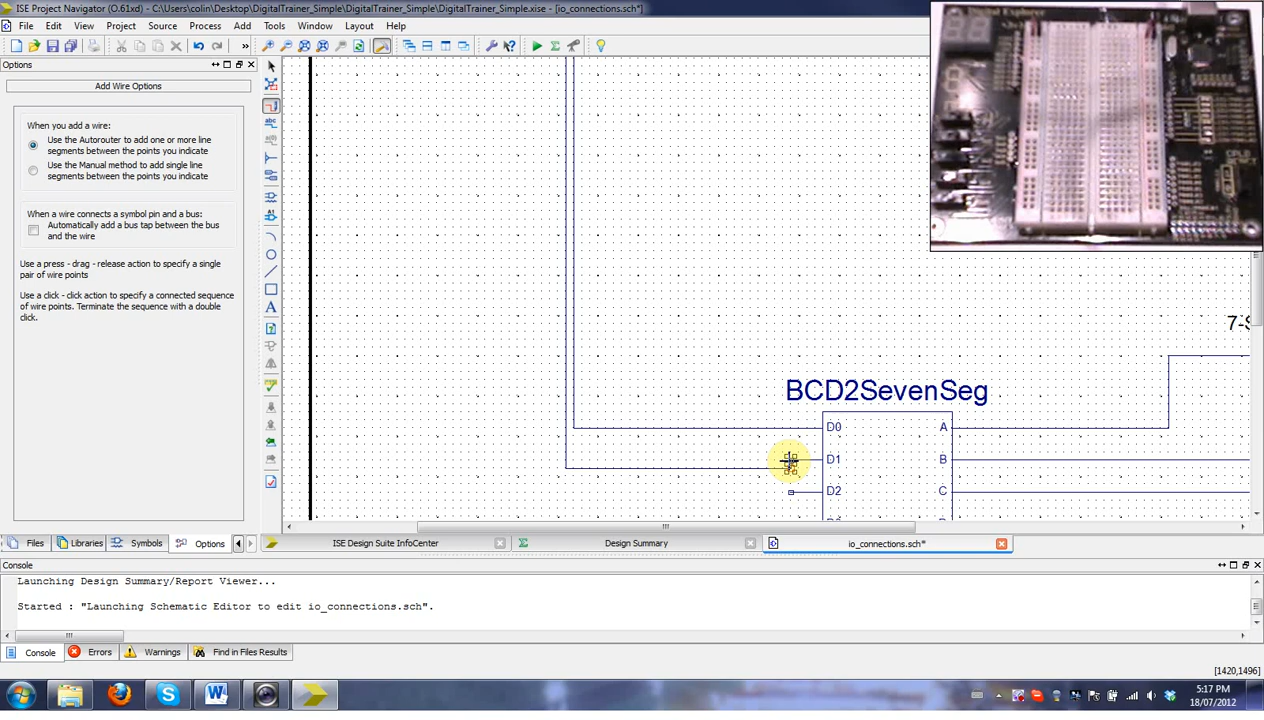 ISE Project Navigator (O.61xd) - C:\Users\colin\Desktop\DigitalTrainer_Simple\DigitalTrainer_Simple\DigitalTrainer_Simple.xise - [io_connections.sch*]
File Edit View Project Source Process Add Tools Window Layout Help
Options
Add Wire Options
When you add a wire:
Use the Autorouter to add one or more line
segments between the points you indicate
Use the Manual method to add single line
segments between the points you indicate
When a wire connects a symbol pin and a bus:
Automatically add a bus tap between the bus
and the wire
Use a press - drag - release action to specify a single
pair of wire points
Use a click - click action to specify a connected sequence
of wire points. Terminate the sequence with a double
click.
Digital Explorer
7-S
BCD2SevenSeg
D0 A
D1 B
D2 C
Files Libraries Symbols Options
ISE Design Suite InfoCenter
Design Summary
io_connections.sch*
Console
Launching Design Summary/Report Viewer...
Started : "Launching Schematic Editor to edit io_connections.sch".
Console Errors Warnings Find in Files Results
[1420,1496]
5:17 PM
18/07/2012